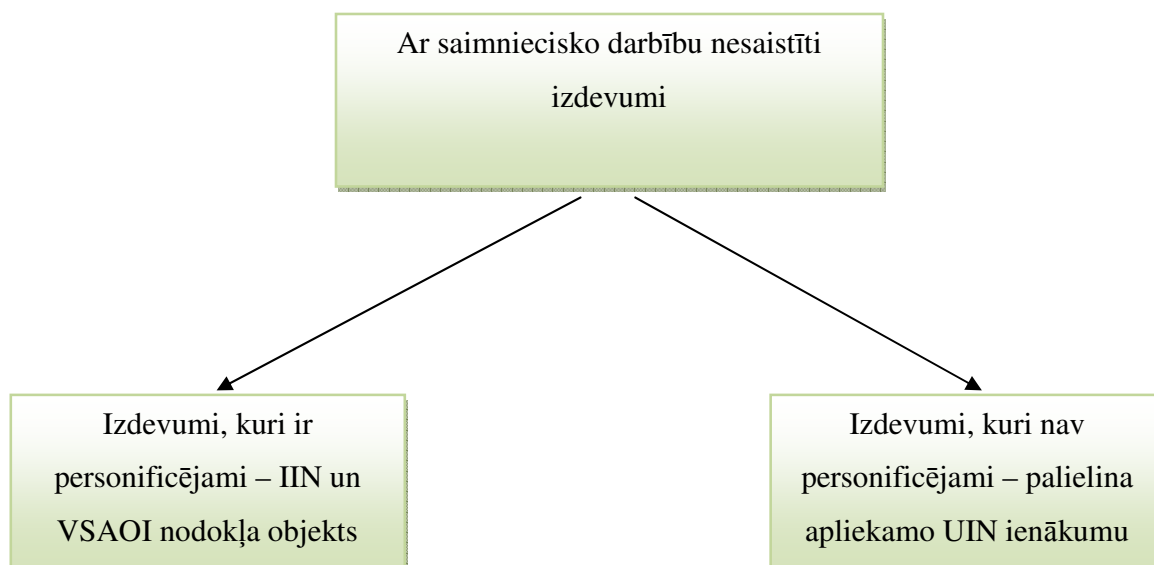 Ar saimniecisko darbību nesaistīti
izdevumi
Izdevumi, kuri ir
personificējami – IIN un
VSAOI nodokļa objekts
Izdevumi, kuri nav
personificējami – palielina
apliekamo UIN ienākumu